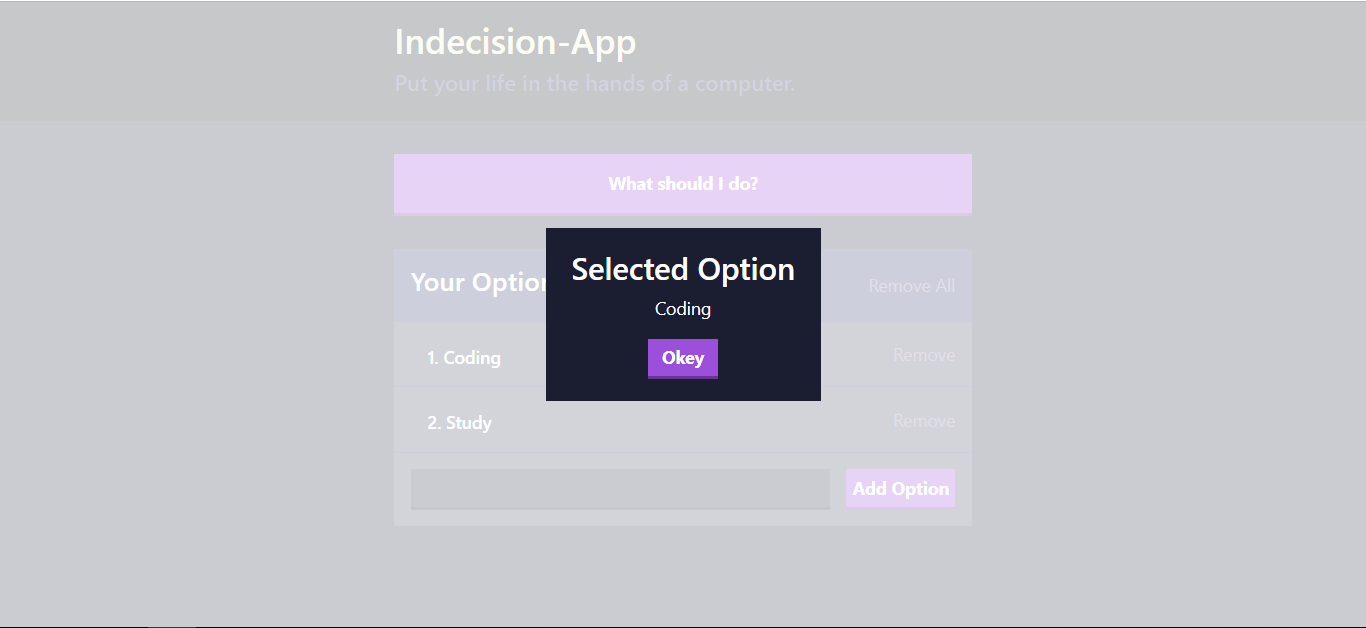 Indecision-App
Put your life in the hands of a computer.
What should I do?
Selected Option
Coding
Okey
Your Option
Remove All
1. Coding
Remove
2. Study
Remove
Add Option